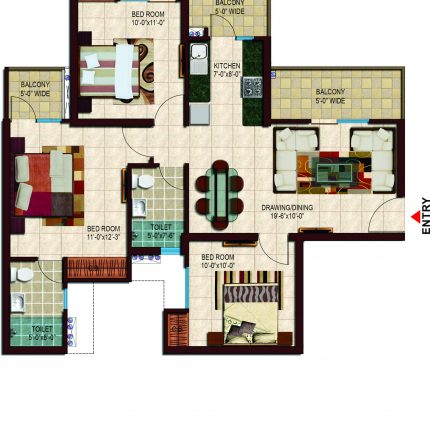 BALCONY
5'-0" WIDE
BED ROOM
10'-0"x11'-0"
KITCHEN
7'-0"x8'-0"
BALCONY
5'-0" WIDE
BALCONY
5'-0" WIDE
DRAWING/DINING
19'-6"x10'-0"
ENTRY
BED ROOM
11'-0"x12'-3"
TOILET
5'-0"x7'-6"
BED ROOM
10'-0"x10'-0"
TOILET
5'-0"x8'-0"